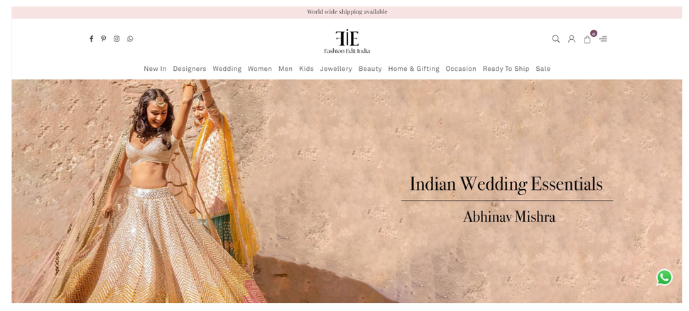 World wide shipping available
FIE
Fashion Edit India
0
New In Designers Wedding Women Men Kids Jewellery Beauty Home & Gifting Occasion Ready To Ship Sale
Indian Wedding Essentials
Abhinav Mishra